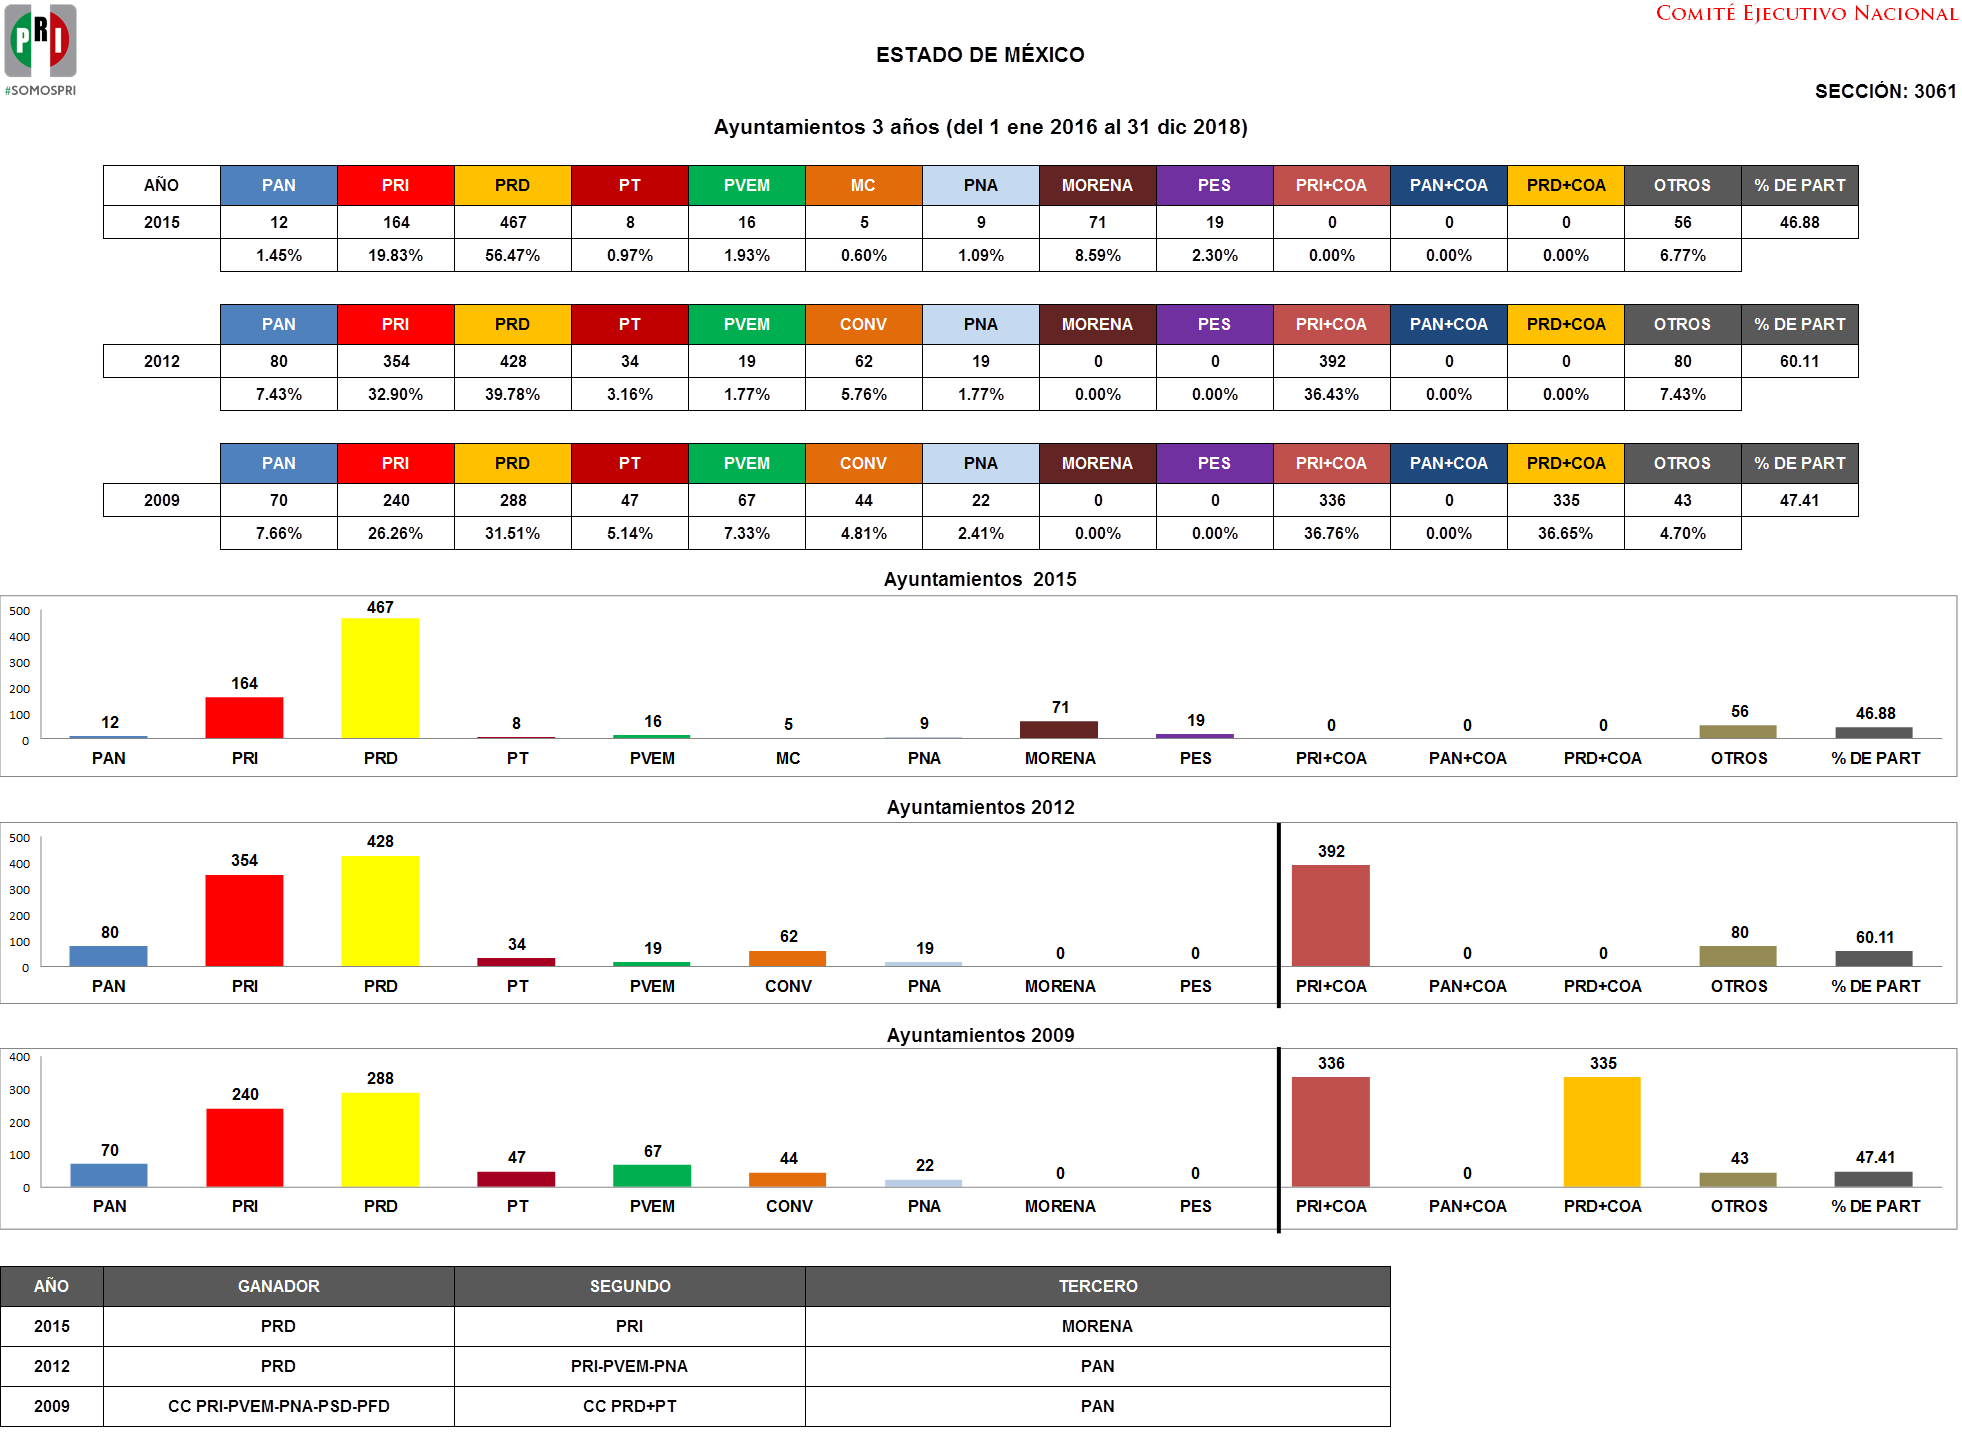 COMITÉ EJECUTIVO NACIONAL
PRI
#SOMOSPRI
ESTADO DE MÉXICO
SECCIÓN: 3061
Ayuntamientos 3 años (del 1 ene 2016 al 31 dic 2018)
AÑO PAN PRI PRD PT PVEM MC PNA MORENA PES PRI+COA PAN+COA PRD+COA OTROS % DE PART
2015 12 164 467 8 16 5 9 71 19 0 0 0 56 46.88
1.45% 19.83% 56.47% 0.97% 1.93% 0.60% 1.09% 8.59% 2.30% 0.00% 0.00% 0.00% 6.77%
PAN PRI PRD PT PVEM CONV PNA MORENA PES PRI+COA PAN+COA PRD+COA OTROS % DE PART
2012 80 354 428 34 19 62 19 0 0 392 0 0 80 60.11
7.43% 32.90% 39.78% 3.16% 1.77% 5.76% 1.77% 0.00% 0.00% 36.43% 0.00% 0.00% 7.43%
PAN PRI PRD PT PVEM CONV PNA MORENA PES PRI+COA PAN+COA PRD+COA OTROS % DE PART
2009 70 240 288 47 67 44 22 0 0 336 0 335 43 47.41
7.66% 26.26% 31.51% 5.14% 7.33% 4.81% 2.41% 0.00% 0.00% 36.76% 0.00% 36.65% 4.70%
Ayuntamientos 2015
500
400
300
200
100
0
12 164 467 8 16 5 9 71 19 0 0 0 56 46.88
PAN PRI PRD PT PVEM MC PNA MORENA PES PRI+COA PAN+COA PRD+COA OTROS % DE PART
Ayuntamientos 2012
500
400
300
200
100
0
80 354 428 34 19 62 19 0 0 392 0 0 80 60.11
PAN PRI PRD PT PVEM CONV PNA MORENA PES PRI+COA PAN+COA PRD+COA OTROS % DE PART
Ayuntamientos 2009
400
300
200
100
0
70 240 288 47 67 44 22 0 0 336 0 335 43 47.41
PAN PRI PRD PT PVEM CONV PNA MORENA PES PRI+COA PAN+COA PRD+COA OTROS % DE PART
AÑO GANADOR SEGUNDO TERCERO
2015 PRD PRI MORENA
2012 PRD PRI-PVEM-PNA PAN
2009 CC PRI-PVEM-PNA-PSD-PFD CC PRD+PT PAN